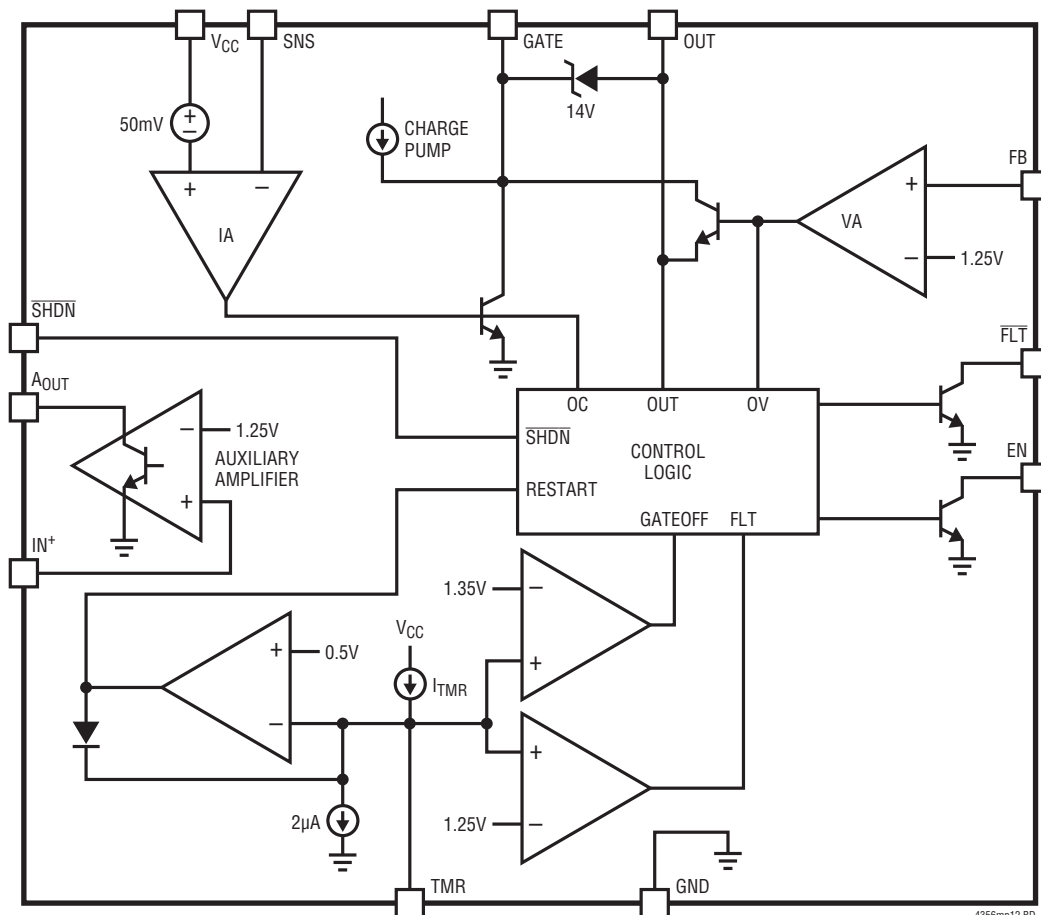 VCC
SNS
GATE
OUT
50mV
+
−
CHARGE
PUMP
14V
FB
+
−
IA
+
VA
−
1.25V
SHDN
FLT
AOUT
−
1.25V
AUXILIARY
AMPLIFIER
+
IN+
OC
OUT
OV
SHDN
CONTROL
LOGIC
RESTART
GATEOFF
FLT
EN
1.35V
−
+
VCC
ITMR
+
0.5V
−
+
1.25V
−
2µA
TMR
GND
4356mp12 BD